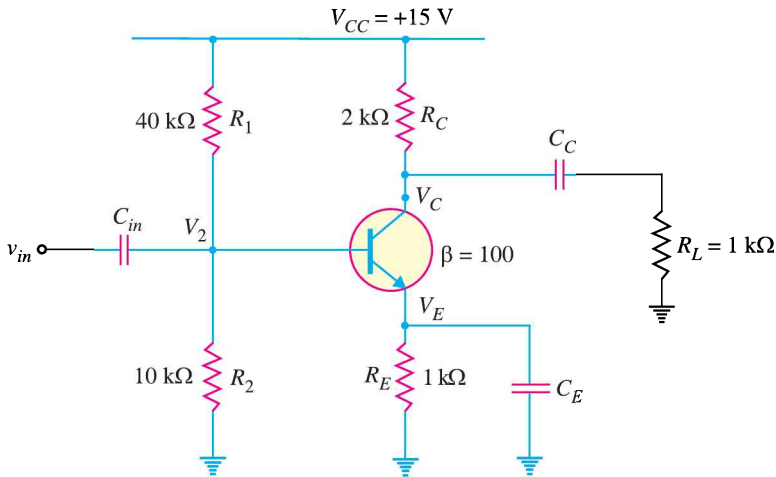 V_CC = +15 V
40 kΩ R_1
2 kΩ R_C
C_C
V_C
C_in
V_2
v_in
β = 100
R_L = 1 kΩ
V_E
10 kΩ R_2
R_E 1 kΩ
C_E